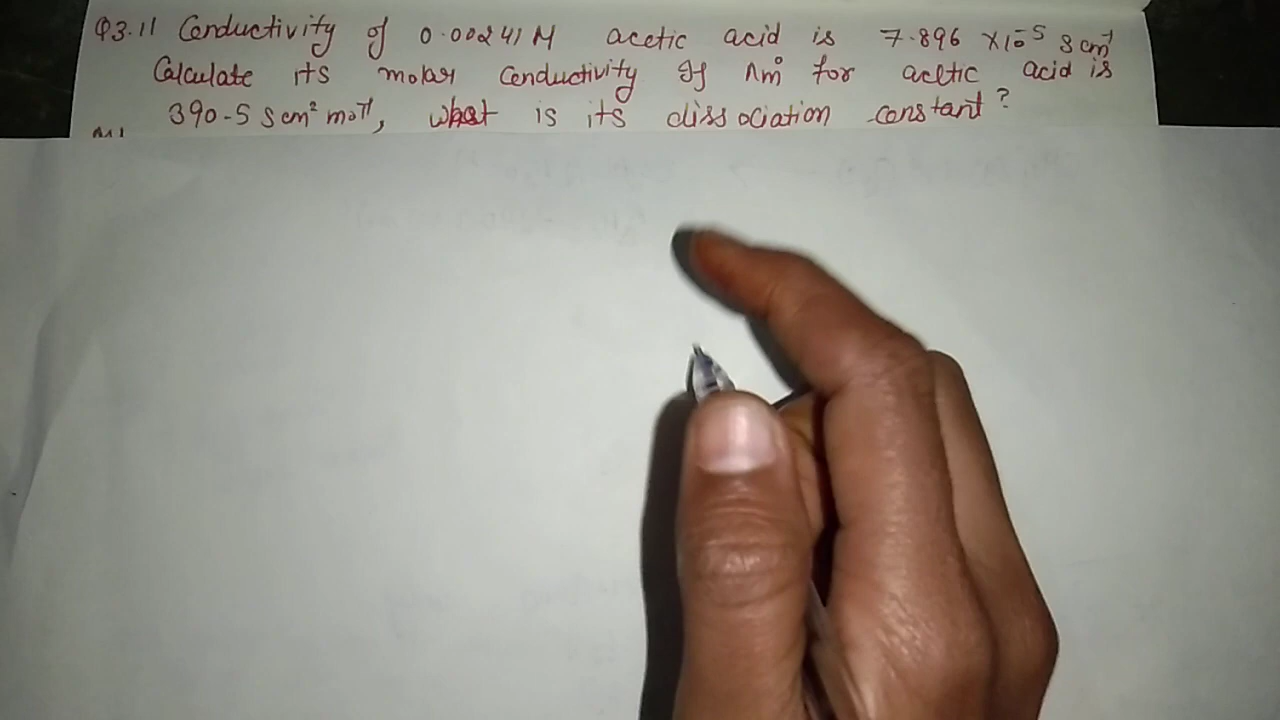 Q3.11 Conductivity of 0.00241 M acetic acid is 7.896 ×10⁻⁵ S cm⁻¹
Calculate its molar Conductivity If Λm° for acetic acid is
390.5 S cm² mol⁻¹, what is its dissociation constant?